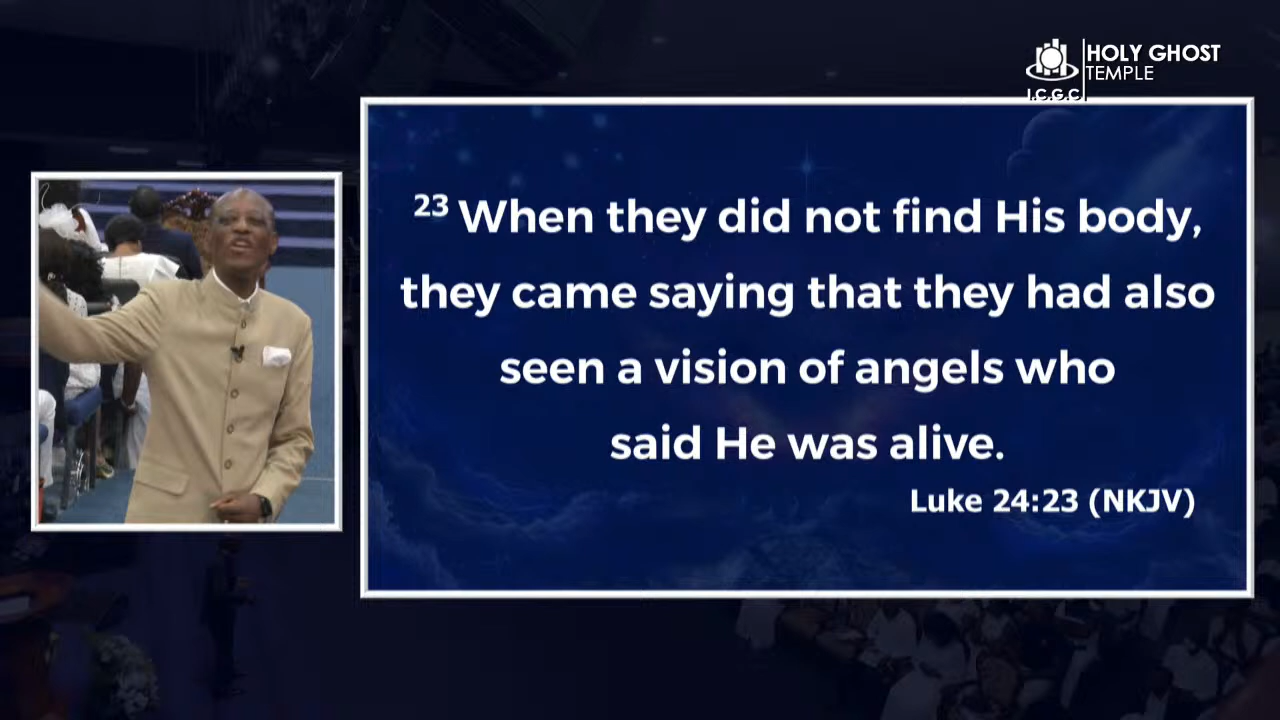 HOLY GHOST
TEMPLE
I.C.G.C
23 When they did not find His body,
they came saying that they had also
seen a vision of angels who
said He was alive.
Luke 24:23 (NKJV)